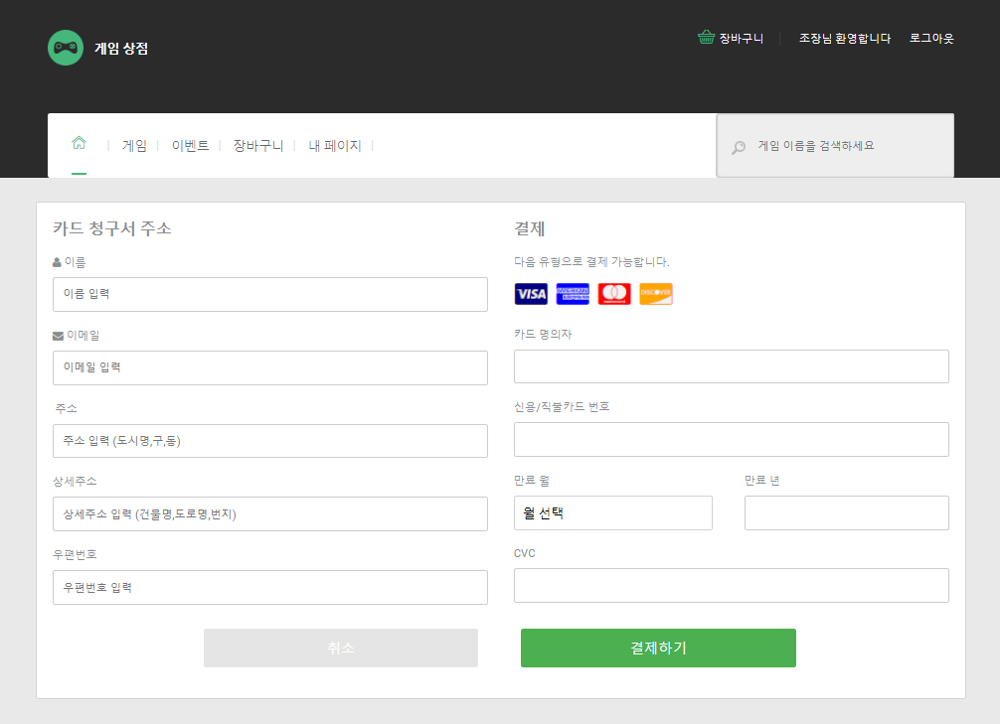 게임 상점
장바구니
조장님 환영합니다
로그아웃
게임
이벤트
장바구니
내 페이지
게임 이름을 검색하세요
카드 청구서 주소
이름
이름 입력
이메일
이메일 입력
주소
주소 입력 (도시명,구,동)
상세주소
상세주소 입력 (건물명,도로명,번지)
우편번호
우편번호 입력
결제
다음 유형으로 결제 가능합니다.
VISA
DISCOVER
카드 명의자
신용/직불카드 번호
만료 월
만료 년
월 선택
CVC
취소
결제하기